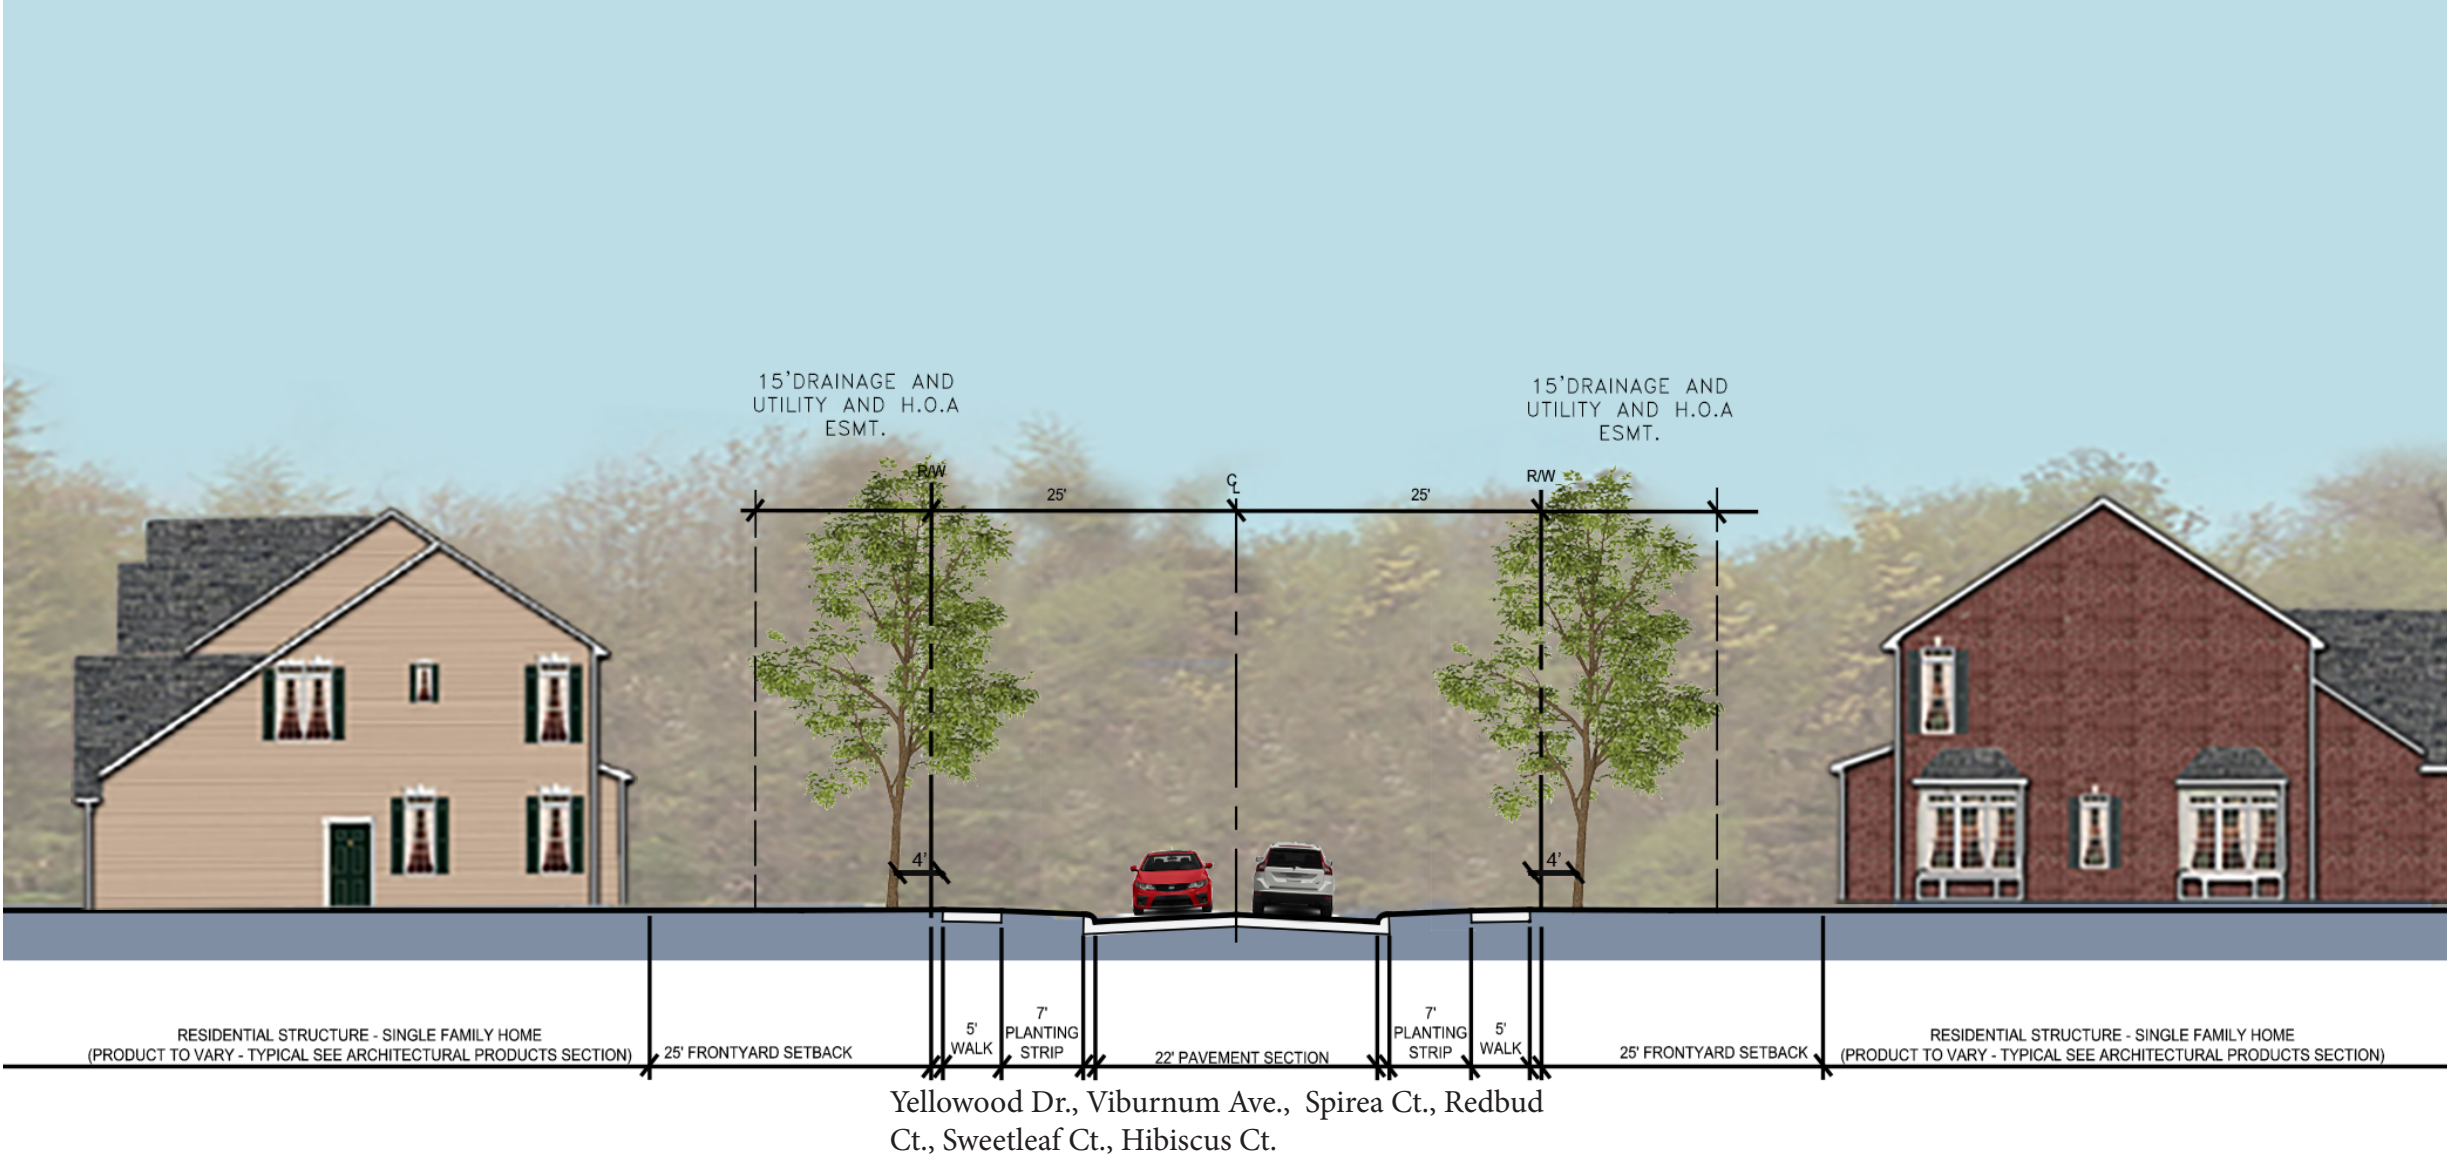 15'DRAINAGE AND
UTILITY AND H.O.A
ESMT.
15'DRAINAGE AND
UTILITY AND H.O.A
ESMT.
R/W
25'
CL
25'
R/W
4'
4'
RESIDENTIAL STRUCTURE - SINGLE FAMILY HOME
(PRODUCT TO VARY - TYPICAL SEE ARCHITECTURAL PRODUCTS SECTION)
25' FRONTYARD SETBACK
5'
WALK
7'
PLANTING
STRIP
22' PAVEMENT SECTION
7'
PLANTING
STRIP
5'
WALK
25' FRONTYARD SETBACK
RESIDENTIAL STRUCTURE - SINGLE FAMILY HOME
(PRODUCT TO VARY - TYPICAL SEE ARCHITECTURAL PRODUCTS SECTION)
Yellowood Dr., Viburnum Ave., Spirea Ct., Redbud
Ct., Sweetleaf Ct., Hibiscus Ct.